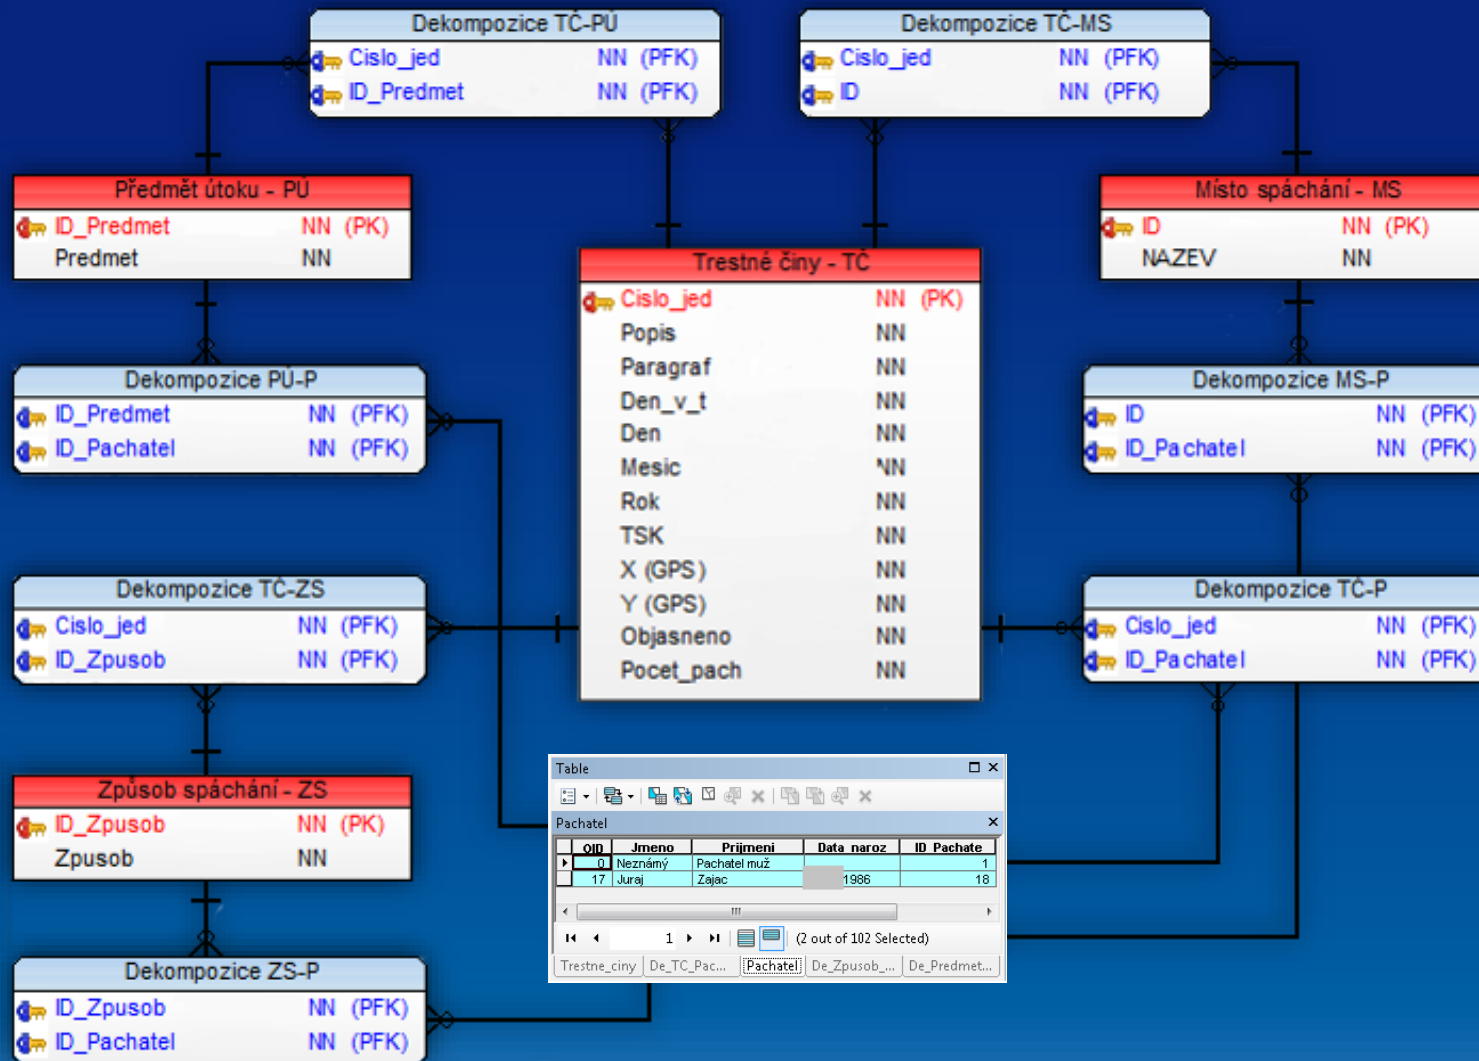 Dekompozice TČ-PÚ
Cislo_jed NN (PFK)
ID_Predmet NN (PFK)
Dekompozice TČ-MS
Cislo_jed NN (PFK)
ID NN (PFK)
Předmět útoku - PÚ
ID_Predmet NN (PK)
Predmet NN
Místo spáchání - MS
ID NN (PK)
NAZEV NN
Trestné činy - TČ
Cislo_jed NN (PK)
Popis NN
Paragraf NN
Den_v_t NN
Den NN
Mesic NN
Rok NN
TSK NN
X (GPS) NN
Y (GPS) NN
Objasneno NN
Pocet_pach NN
Dekompozice PÚ-P
ID_Predmet NN (PFK)
ID_Pachatel NN (PFK)
Dekompozice MS-P
ID NN (PFK)
ID_Pachatel NN (PFK)
Dekompozice TČ-ZS
Cislo_jed NN (PFK)
ID_Zpusob NN (PFK)
Dekompozice TČ-P
Cislo_jed NN (PFK)
ID_Pachatel NN (PFK)
Způsob spáchání - ZS
ID_Zpusob NN (PK)
Zpusob NN
Dekompozice ZS-P
ID_Zpusob NN (PFK)
ID_Pachatel NN (PFK)
Table
Pachatel
OID Jmeno Prijmeni Data_naroz ID_Pachate
0 Neznámý Pachatel muž 1
17 Juraj Zajac 1986 18
1 (2 out of 102 Selected)
Trestne_ciny De_TC_Pac... Pachatel De_Zpusob_... De_Predmet...